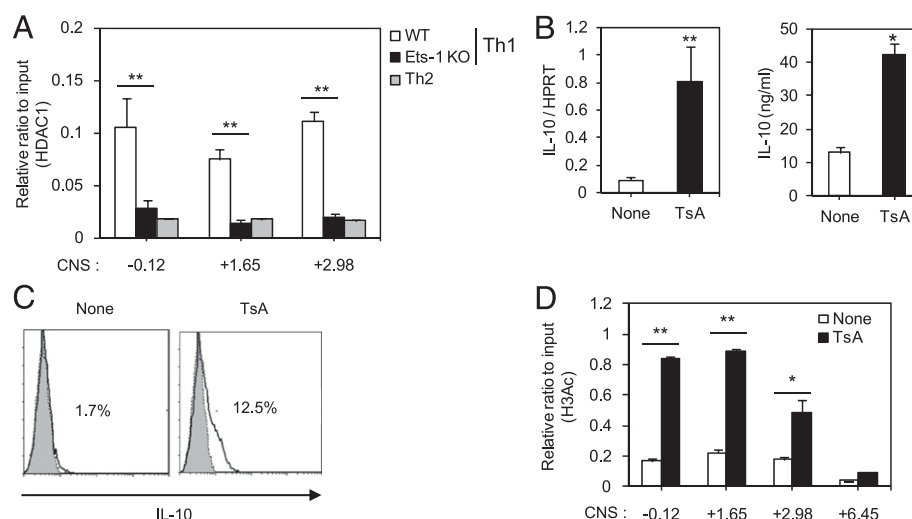 A
Relative ratio to input
(HDAC1)
0.2
0.15
0.1
0.05
0
WT
Ets-1 KO
Th2
Th1
**
**
**
CNS : -0.12 +1.65 +2.98
B
IL-10 / HPRT
1.2
1
0.8
0.6
0.4
0.2
0
**
None TsA
IL-10 (ng/ml)
50
40
30
20
10
0
*
None TsA
C
None TsA
1.7% 12.5%
IL-10
D
Relative ratio to input
(H3Ac)
1.2
1
0.8
0.6
0.4
0.2
0
None
TsA
**
**
*
CNS : -0.12 +1.65 +2.98 +6.45